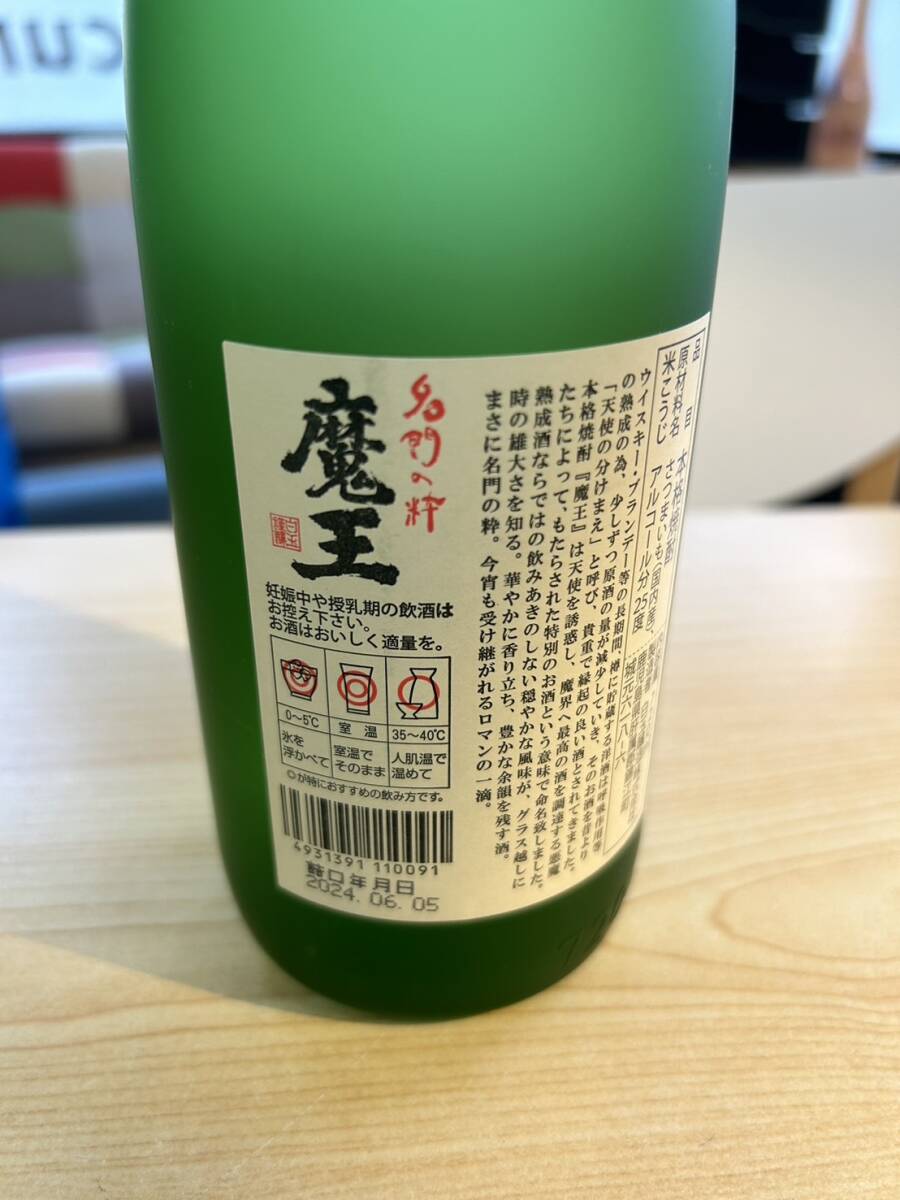 品目 本格焼酎
原材料名 さつまいも(国内産)、
米こうじ アルコール分25度
ウイスキー・ブランデー等の長期間、樽に貯蔵する洋酒は呼吸作用等
の熟成の為、少しずつ原酒の量が減少していき、そのお酒を昔より
「天使の分けまえ」と呼び、貴重で縁起の良い酒とされてきました。
本格焼酎『魔王』は天使を誘惑し、魔界へ最高の酒を調達する悪魔
たちによって、もたらされた特別のお酒という意味で命名致しました。
熟成酒ならではの飲みあきのしない穏やかな風味が、グラス越しに
時の雄大さを知る。華やかに香り立ち、豊かな余韻を残す酒。
まさに名門の粋。今宵も受け継がれるロマンの一滴。
名門の粋
魔王
妊娠中や授乳期の飲酒は
お控え下さい。
お酒はおいしく適量を。
0〜5℃ 室温 35〜40℃
氷を浮かべて 室温でそのまま 人肌温で温めて
◎が特におすすめの飲み方です。
4931391 110091
詰口年月日
2024.06.05